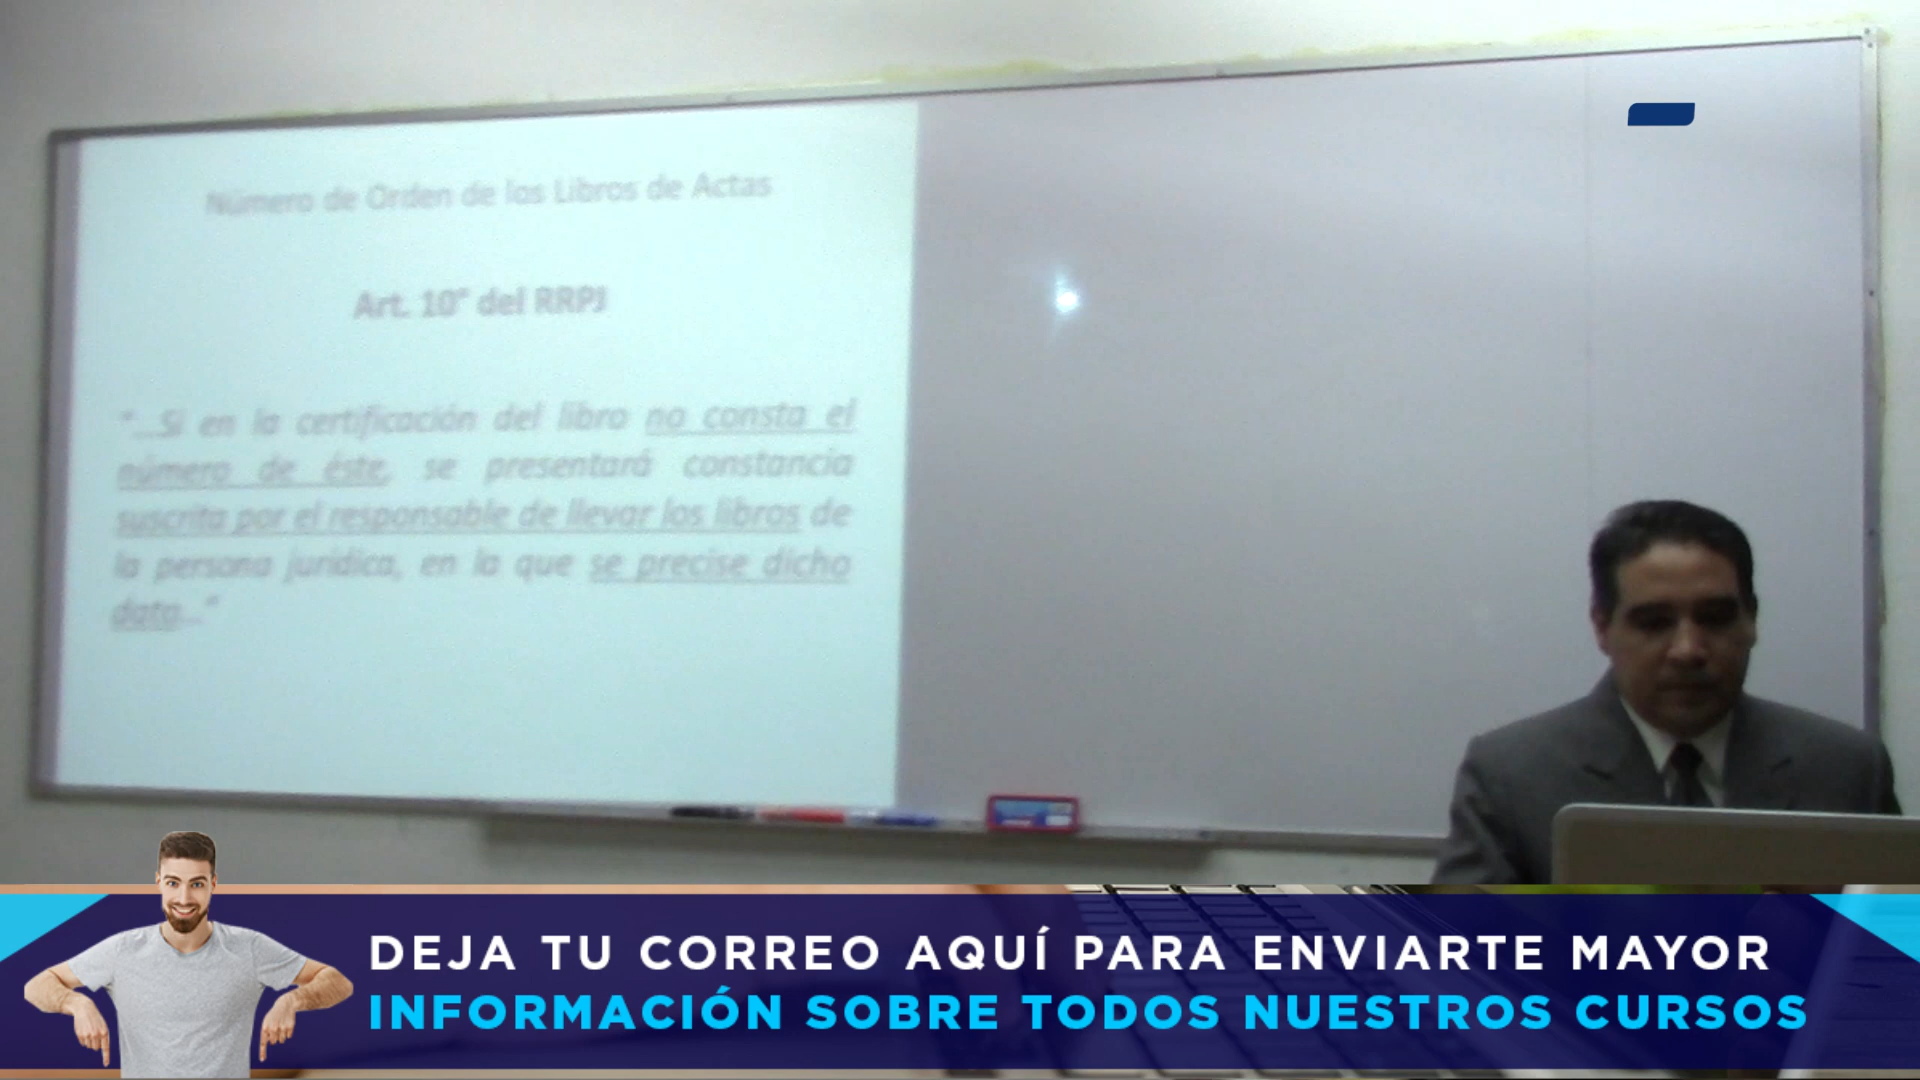 Número de Orden de los Libros de Actas
Art. 10° del RRPJ
"...Si en la certificación del libro no consta el
número de éste, se presentará constancia
suscrita por el responsable de llevar los libros de
la persona jurídica, en la que se precise dicho
dato..."
DEJA TU CORREO AQUÍ PARA ENVIARTE MAYOR
INFORMACIÓN SOBRE TODOS NUESTROS CURSOS